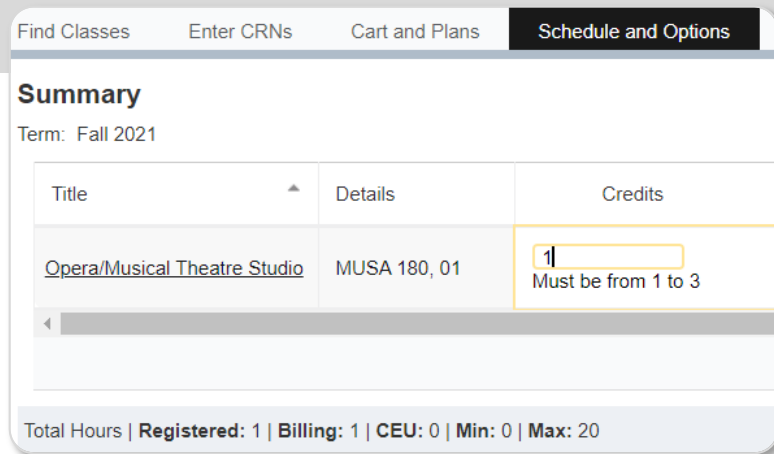 Find Classes Enter CRNs Cart and Plans Schedule and Options
Summary
Term: Fall 2021
Title Details Credits
Opera/Musical Theatre Studio MUSA 180, 01 1
Must be from 1 to 3
Total Hours | Registered: 1 | Billing: 1 | CEU: 0 | Min: 0 | Max: 20